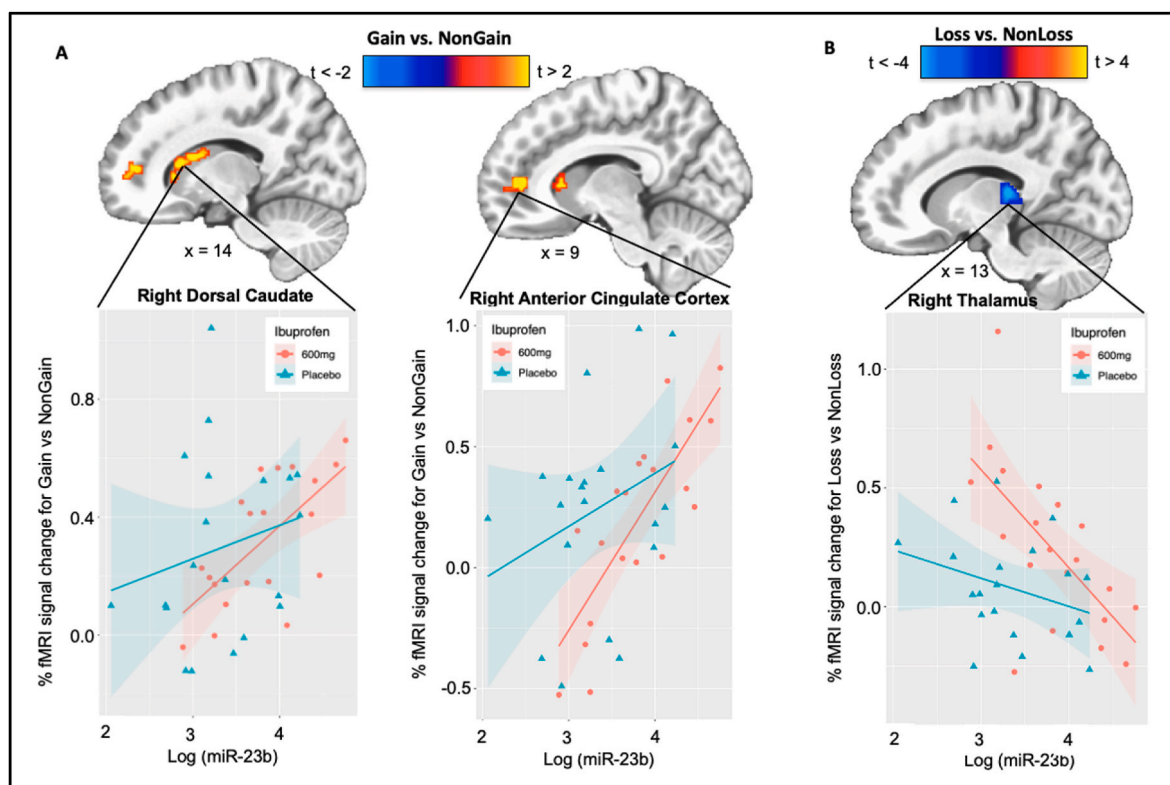 A
Gain vs. NonGain
t < -2
t > 2
x = 14
x = 9
B
Loss vs. NonLoss
t < -4
t > 4
x = 13
Right Dorsal Caudate
% fMRI signal change for Gain vs NonGain
0.8
0.4
0.0
Ibuprofen
600mg
Placebo
2
3
4
Log (miR-23b)
Right Anterior Cingulate Cortex
% fMRI signal change for Gain vs NonGain
1.0
0.5
0.0
-0.5
Ibuprofen
600mg
Placebo
2
3
4
Log (miR-23b)
Right Thalamus
% fMRI signal change for Loss vs NonLoss
1.0
0.5
0.0
Ibuprofen
600mg
Placebo
2
3
4
Log (miR-23b)